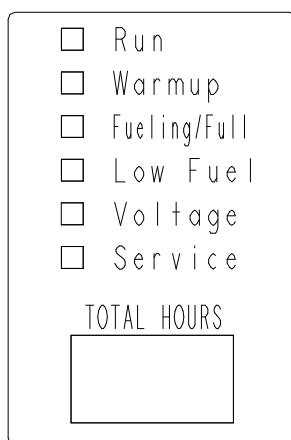 Run
Warmup
Fueling/Full
Low Fuel
Voltage
Service
TOTAL HOURS